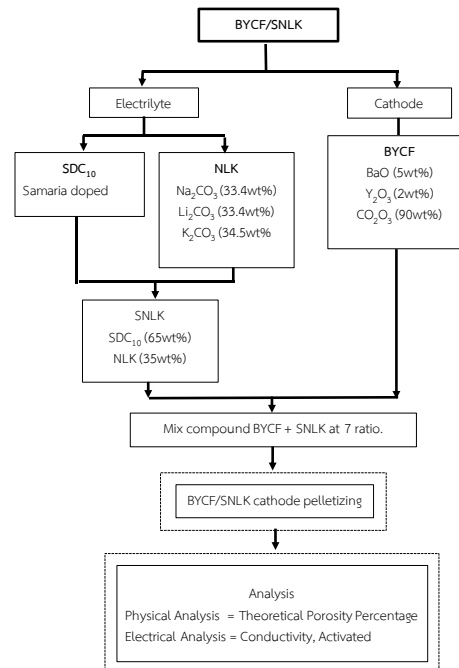 BYCF/SNLK
Electrilyte
Cathode
SDC₁₀
Samaria doped
NLK
Na₂CO₃ (33.4wt%)
Li₂CO₃ (33.4wt%)
K₂CO₃ (34.5wt%
BYCF
BaO (5wt%)
Y₂O₃ (2wt%)
CO₂O₃ (90wt%)
SNLK
SDC₁₀ (65wt%)
NLK (35wt%)
Mix compound BYCF + SNLK at 7 ratio.
BYCF/SNLK cathode pelletizing
Analysis
Physical Analysis = Theoretical Porosity Percentage
Electrical Analysis = Conductivity, Activated